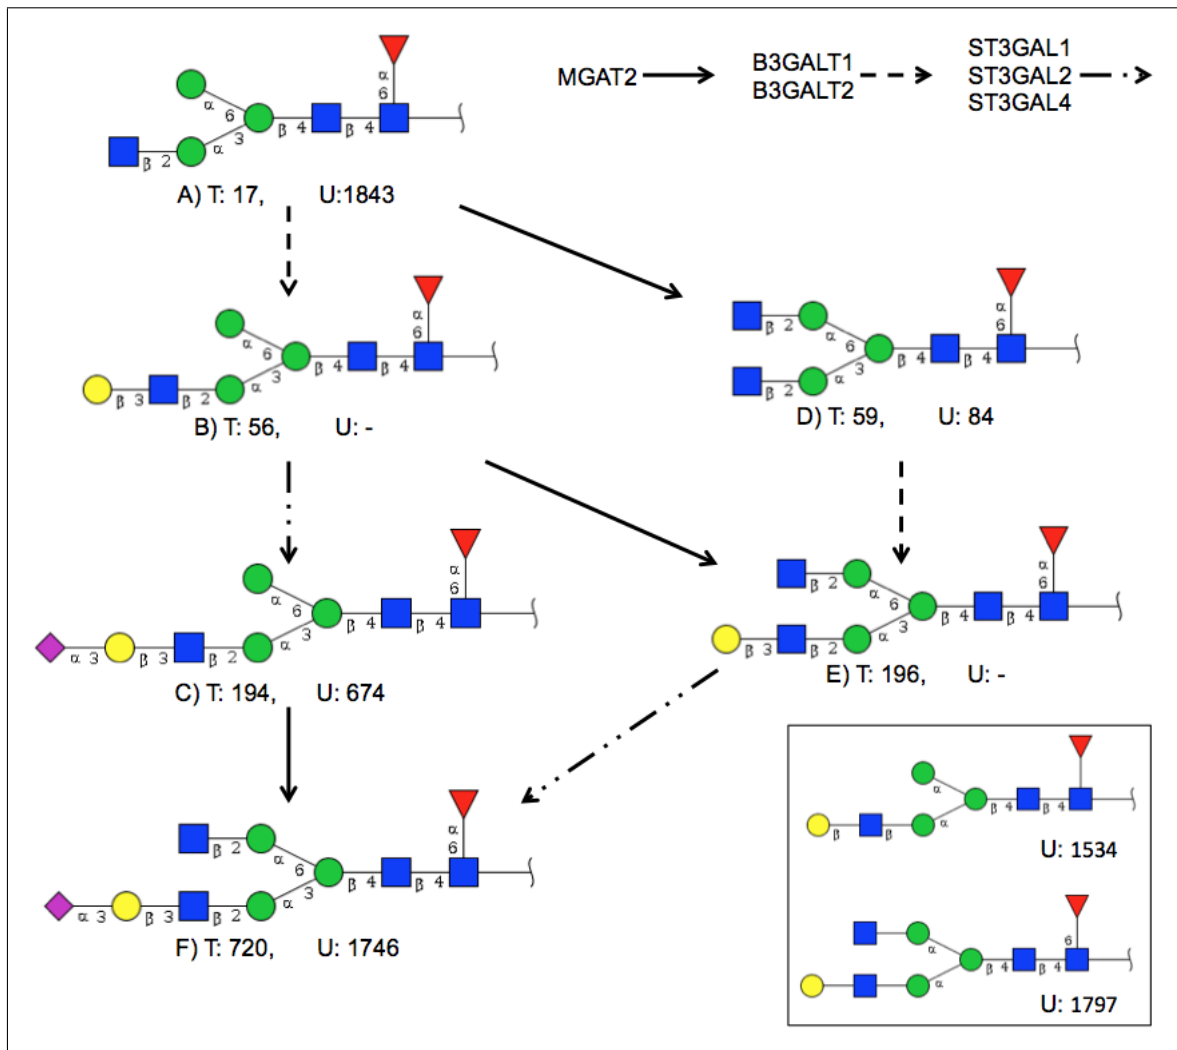 MGAT2
B3GALT1
B3GALT2
ST3GAL1
ST3GAL2
ST3GAL4
α
6
α
6
β 2 α
3
β 4
β 4
A) T: 17, U:1843
α
6
α
6
β 3
β 2
α
3
β 4
β 4
B) T: 56, U: -
α
6
β 2
α
6
β 2
α
3
β 4
β 4
D) T: 59, U: 84
α
6
α
6
α 3
β 3
β 2
α
3
β 4
β 4
C) T: 194, U: 674
α
6
β 2
α
6
β 3
β 2
α
3
β 4
β 4
E) T: 196, U: -
α
6
β 2
α
6
α 3
β 3
β 2
α
3
β 4
β 4
F) T: 720, U: 1746
α
β
β
α
β 4
β 4
U: 1534
6
α
α
β 4
β 4
U: 1797